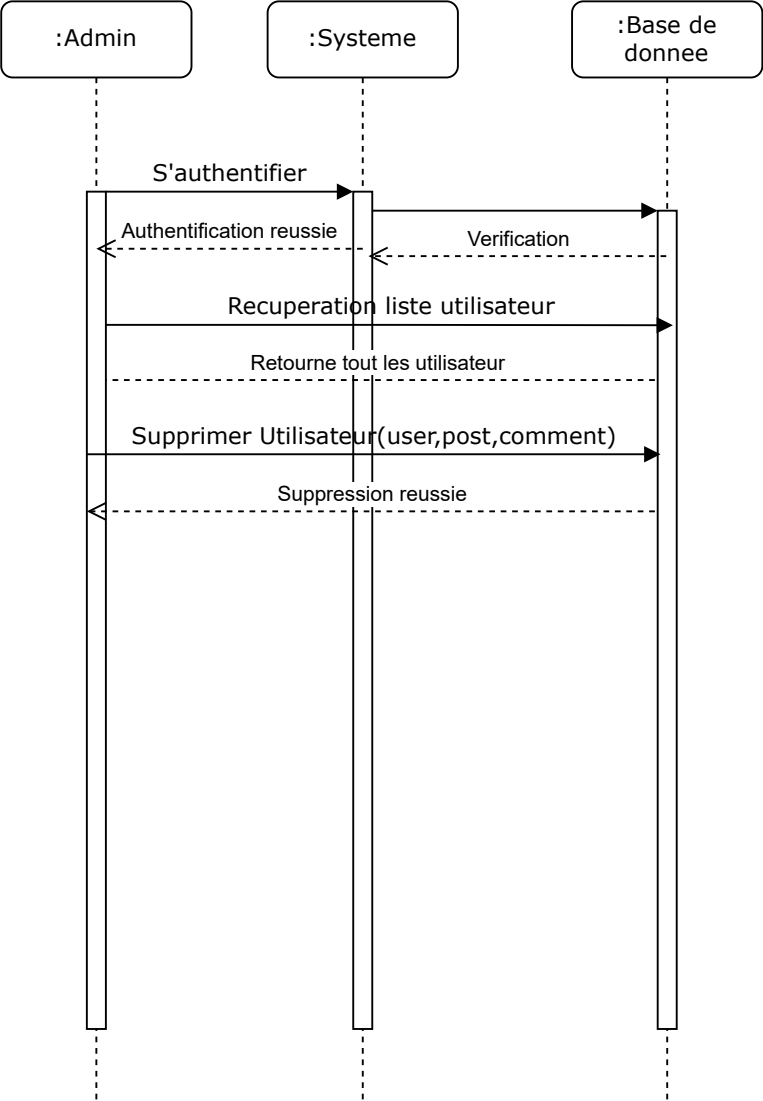 :Admin
:Systeme
:Base de
donnee
S'authentifier
Authentification reussie
Verification
Recuperation liste utilisateur
Retourne tout les utilisateur
Supprimer Utilisateur(user,post,comment)
Suppression reussie